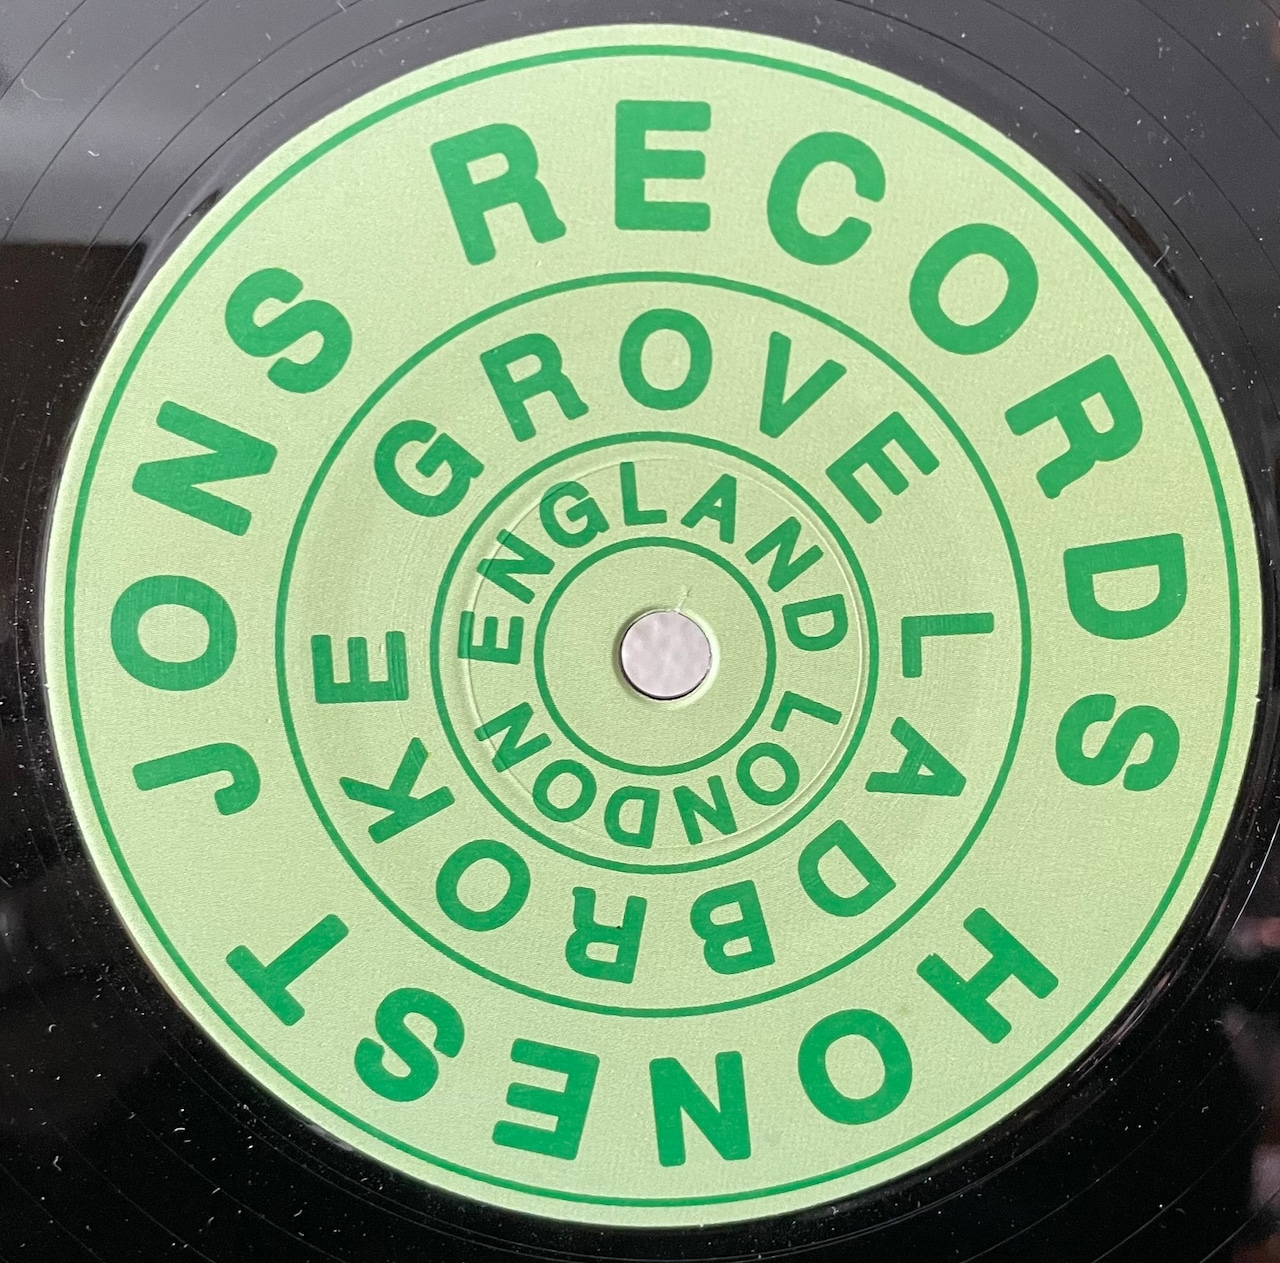 HONEST JONS RECORDS
LADBROKE GROVE
LONDON ENGLAND